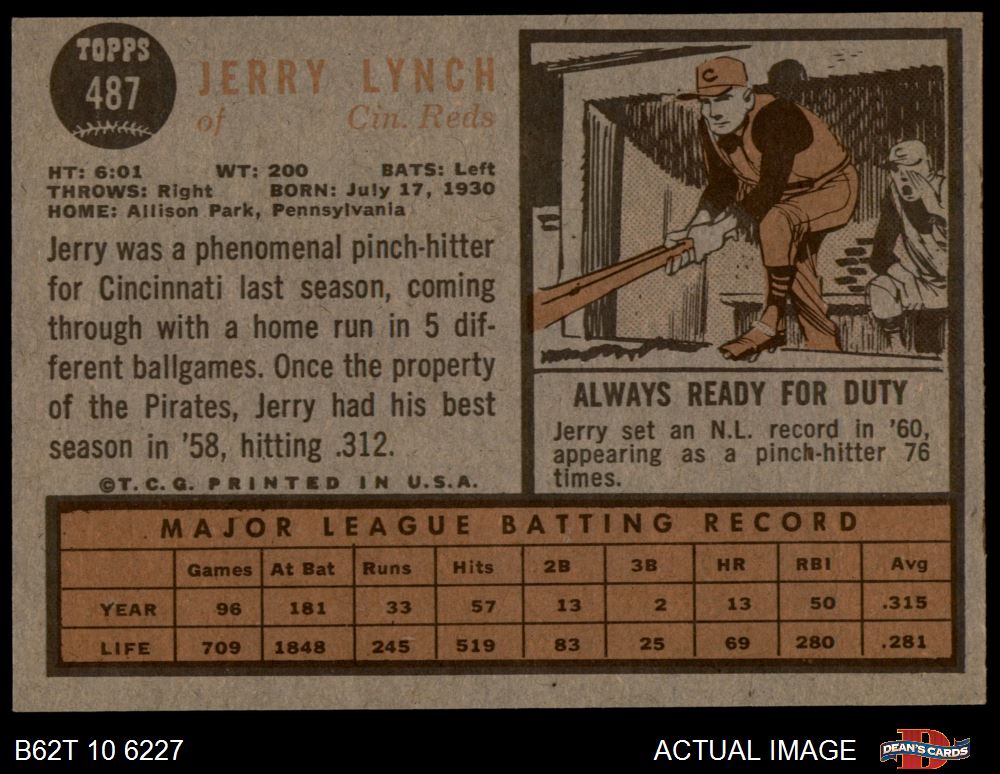 TOPPS
487
JERRY LYNCH
of Cin. Reds
HT: 6:01 WT: 200 BATS: Left
THROWS: Right BORN: July 17, 1930
HOME: Allison Park, Pennsylvania
Jerry was a phenomenal pinch-hitter
for Cincinnati last season, coming
through with a home run in 5 dif-
ferent ballgames. Once the property
of the Pirates, Jerry had his best
season in '58, hitting .312.
©T.C.G. PRINTED IN U.S.A.
C
ALWAYS READY FOR DUTY
Jerry set an N.L. record in '60,
appearing as a pinch-hitter 76
times.
MAJOR LEAGUE BATTING RECORD
Games At Bat Runs Hits 2B 3B HR RBI Avg
YEAR 96 181 33 57 13 2 13 50 .315
LIFE 709 1848 245 519 83 25 69 280 .281
B62T 10 6227
ACTUAL IMAGE
D
DEAN'S CARDS